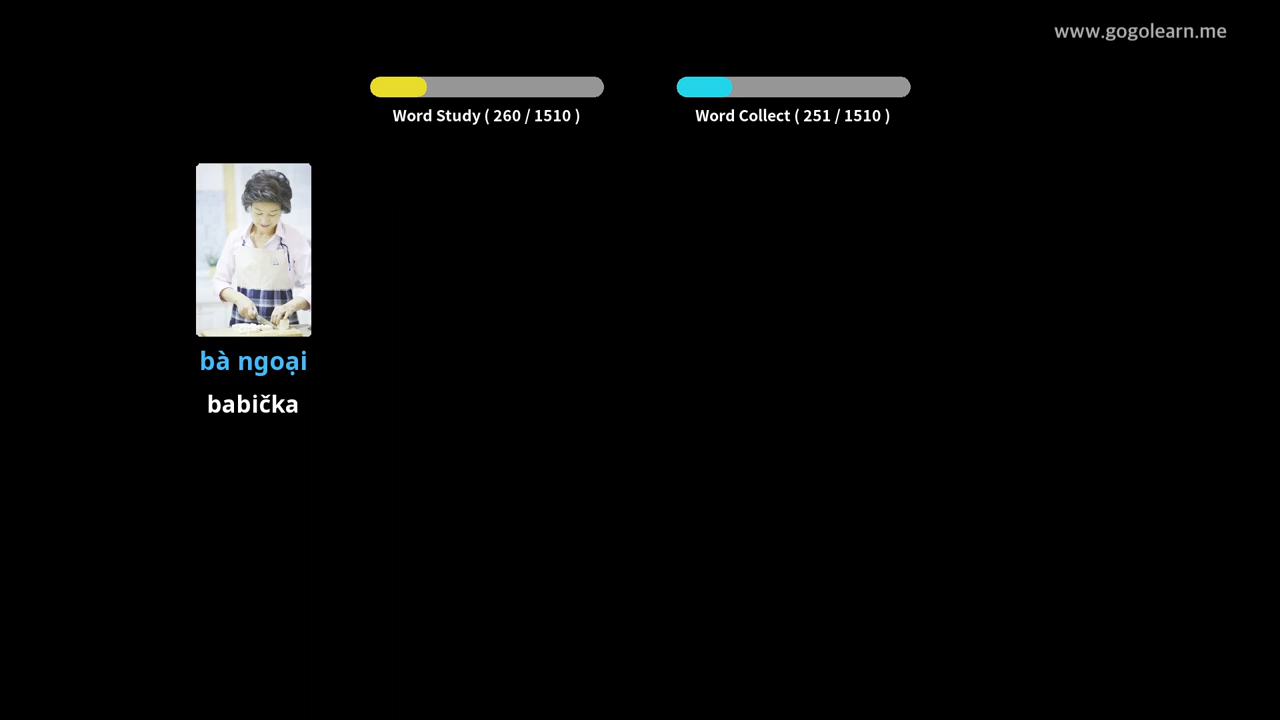 www.gogolearn.me
Word Study ( 260 / 1510 )
Word Collect ( 251 / 1510 )
bà ngoại
babička